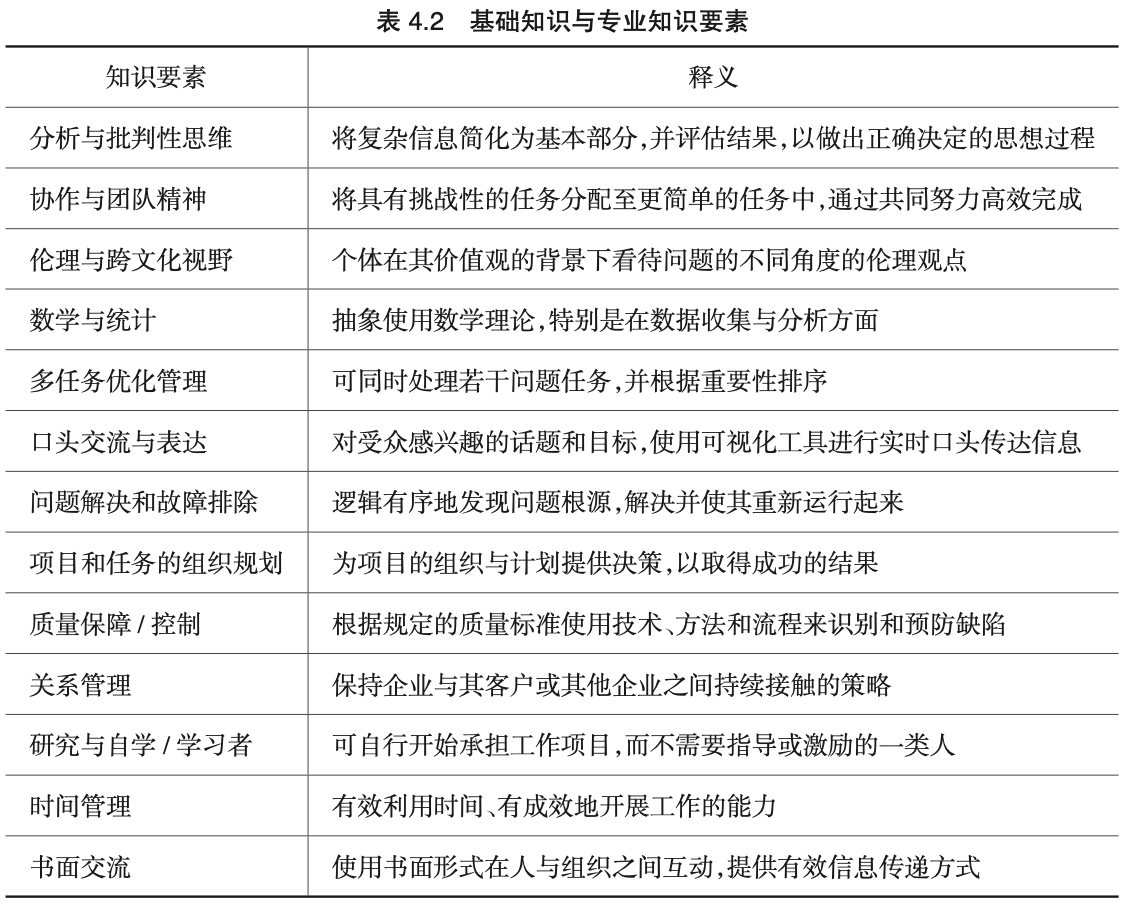 表 4.2 基础知识与专业知识要素
知识要素 释义
分析与批判性思维 将复杂信息简化为基本部分,并评估结果,以做出正确决定的思想过程
协作与团队精神 将具有挑战性的任务分配至更简单的任务中,通过共同努力高效完成
伦理与跨文化视野 个体在其价值观的背景下看待问题的不同角度的伦理观点
数学与统计 抽象使用数学理论,特别是在数据收集与分析方面
多任务优化管理 可同时处理若干问题任务,并根据重要性排序
口头交流与表达 对受众感兴趣的话题和目标,使用可视化工具进行实时口头传达信息
问题解决和故障排除 逻辑有序地发现问题根源,解决并使其重新运行起来
项目和任务的组织规划 为项目的组织与计划提供决策,以取得成功的结果
质量保障 / 控制 根据规定的质量标准使用技术、方法和流程来识别和预防缺陷
关系管理 保持企业与其客户或其他企业之间持续接触的策略
研究与自学 / 学习者 可自行开始承担工作项目,而不需要指导或激励的一类人
时间管理 有效利用时间、有成效地开展工作的能力
书面交流 使用书面形式在人与组织之间互动,提供有效信息传递方式